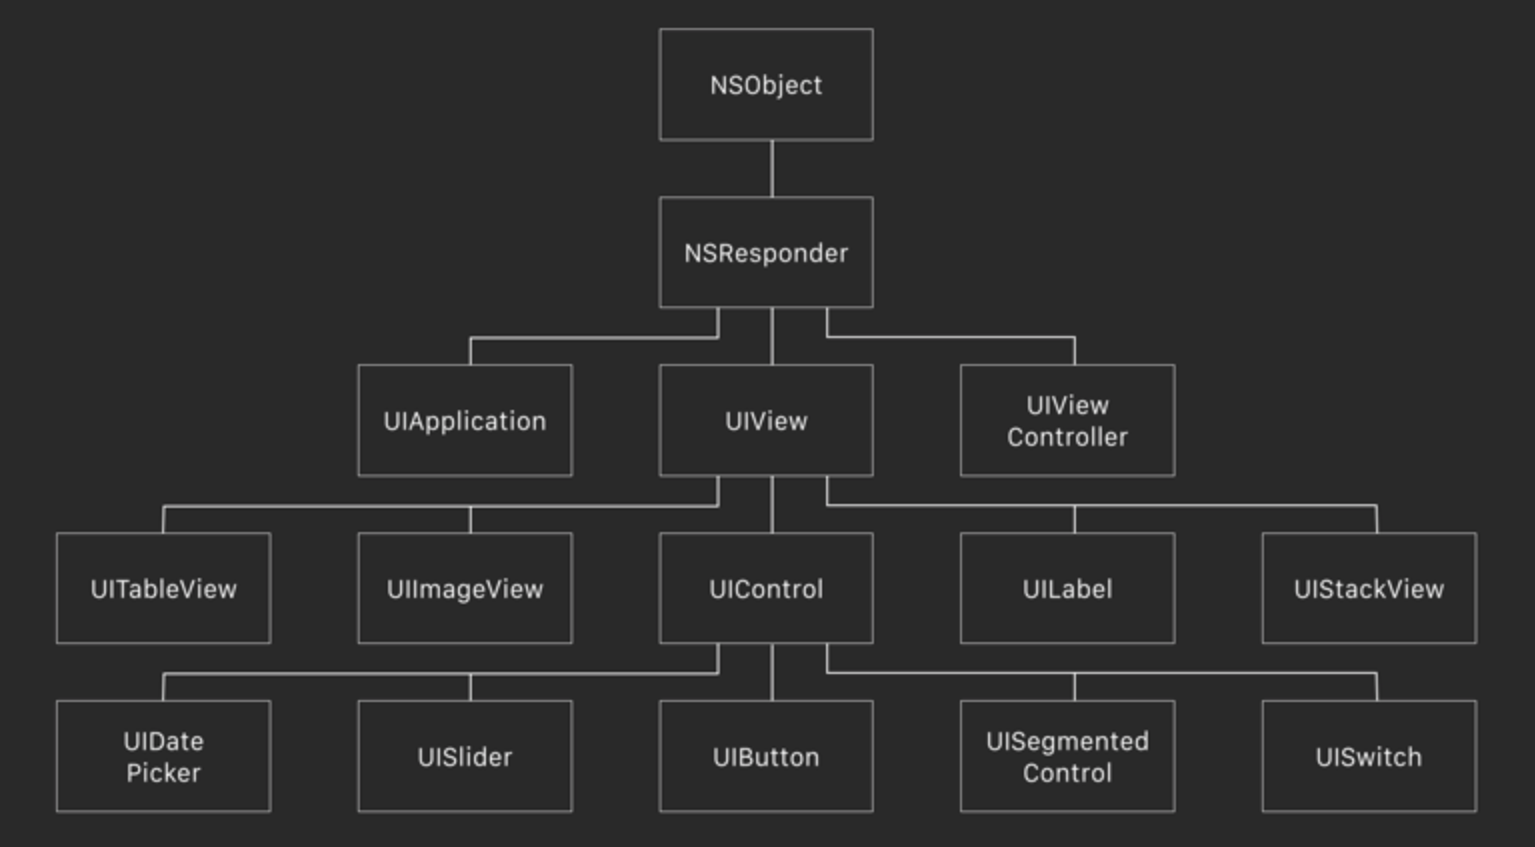 NSObject
NSResponder
UIApplication
UIView
UIView
Controller
UITableView
UIImageView
UIControl
UILabel
UIStackView
UIDate
Picker
UISlider
UIButton
UISegmented
Control
UISwitch